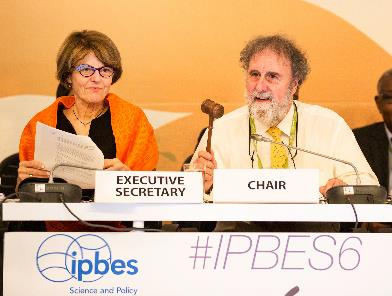 EXECUTIVE
SECRETARY
CHAIR
ipbes
Science and Policy
#IPBES6